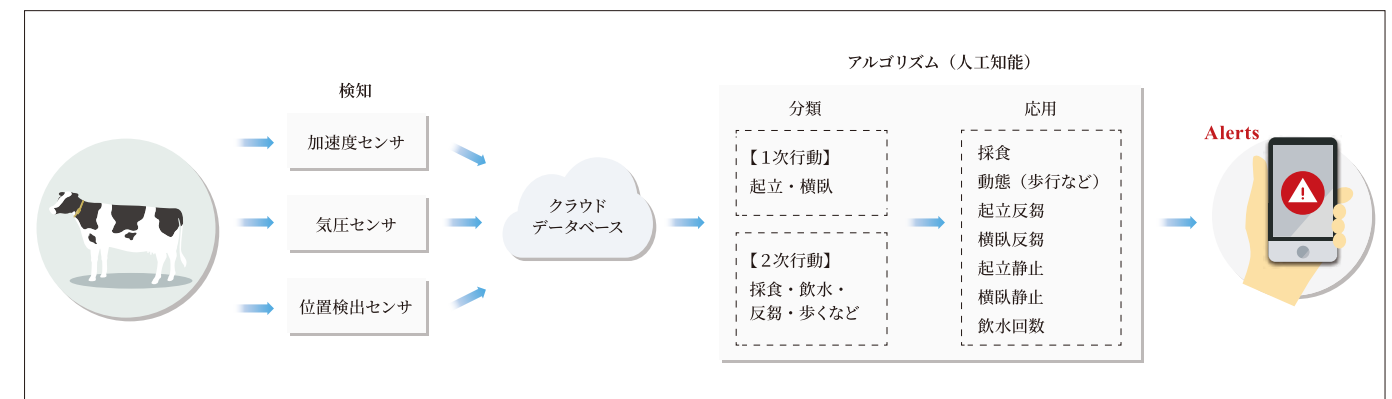 検知
加速度センサ
気圧センサ
位置検出センサ
クラウド
データベース
アルゴリズム（人工知能）
分類
【１次行動】
起立・横臥
【２次行動】
採食・飲水・
反芻・歩くなど
応用
採食
動態（歩行など）
起立反芻
横臥反芻
起立静止
横臥静止
飲水回数
Alerts